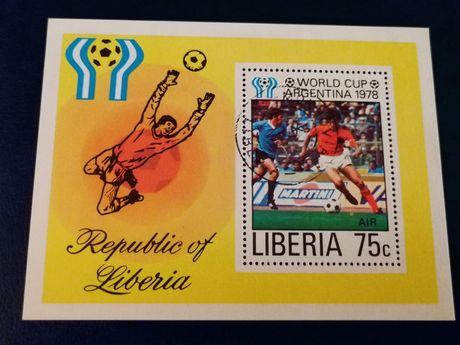 WORLD CUP
ARGENTINA 1978
MARTINI
AIR
LIBERIA 75c
Republic of
Liberia